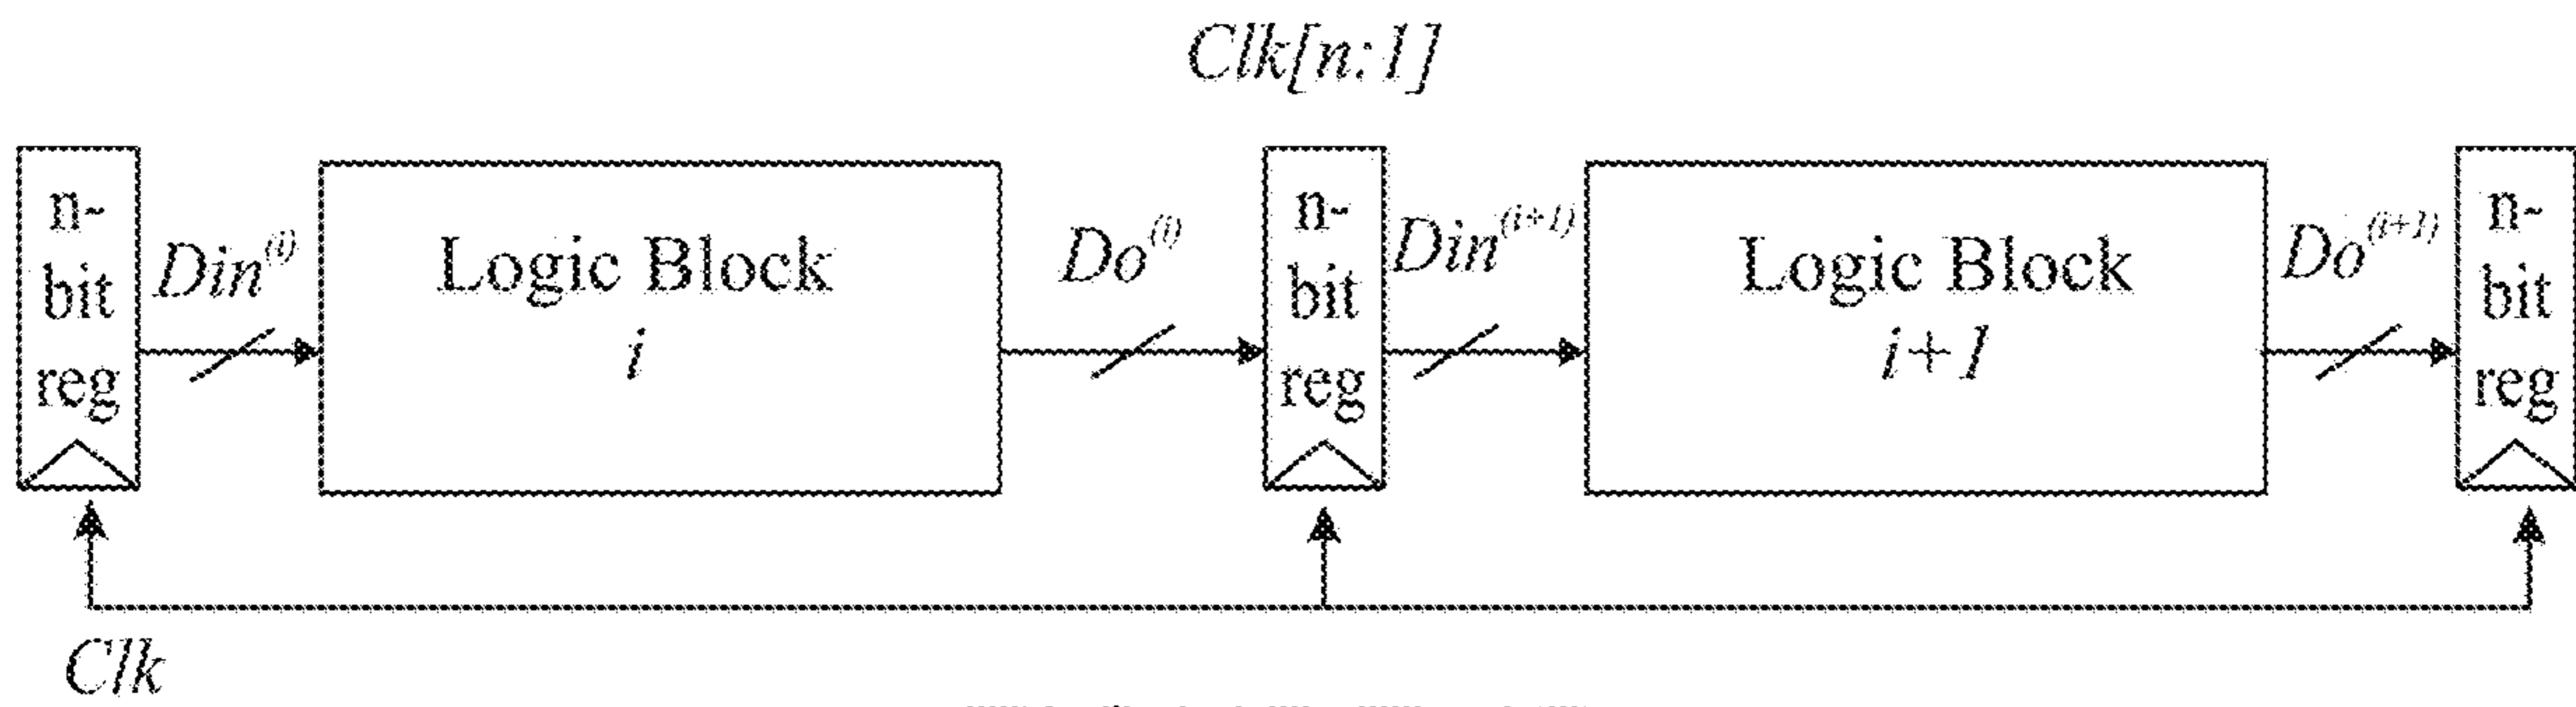 Clk[n:1]
n-
bit
reg
Din(i)
Logic Block
i
Do(i)
n-
bit
reg
Din(i+1)
Logic Block
i+1
Do(i+1)
n-
bit
reg
Clk